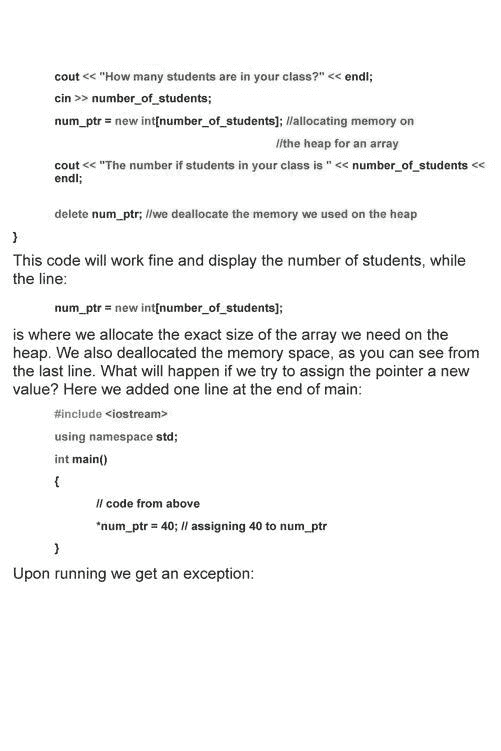 cout << "How many students are in your class?" << endl;
cin >> number_of_students;
num_ptr = new int[number_of_students]; //allocating memory on
//the heap for an array
cout << "The number if students in your class is " << number_of_students <<
endl;
delete num_ptr; //we deallocate the memory we used on the heap
}
This code will work fine and display the number of students, while
the line:
num_ptr = new int[number_of_students];
is where we allocate the exact size of the array we need on the
heap. We also deallocated the memory space, as you can see from
the last line. What will happen if we try to assign the pointer a new
value? Here we added one line at the end of main:
#include <iostream>
using namespace std;
int main()
{
// code from above
*num_ptr = 40; // assigning 40 to num_ptr
}
Upon running we get an exception: